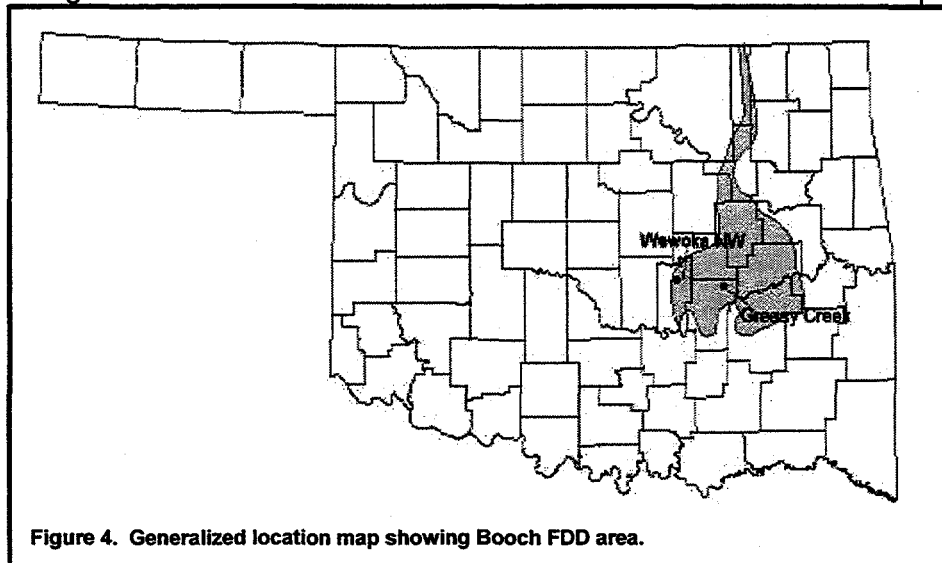 Wewoka NW
Greasy Creek
Figure 4. Generalized location map showing Booch FDD area.